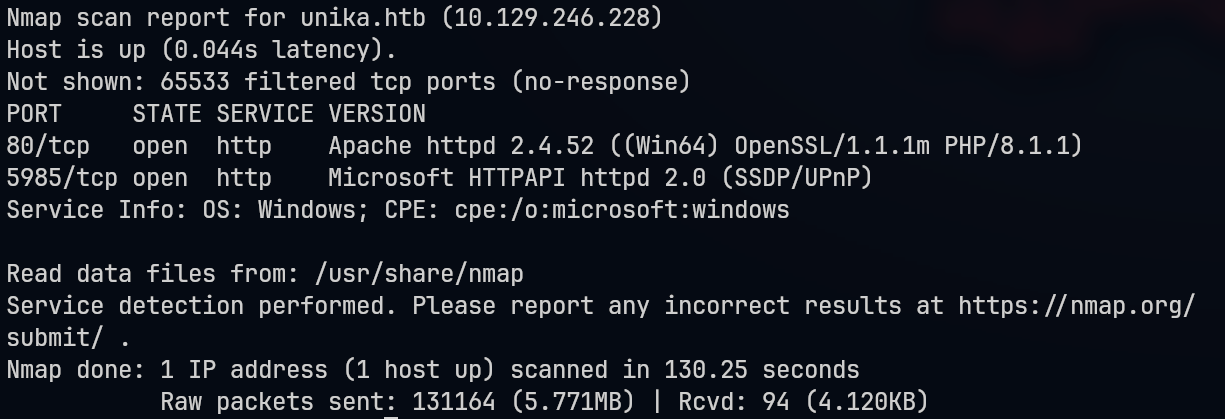 Nmap scan report for unika.htb (10.129.246.228)
Host is up (0.044s latency).
Not shown: 65533 filtered tcp ports (no-response)
PORT     STATE SERVICE VERSION
80/tcp   open  http    Apache httpd 2.4.52 ((Win64) OpenSSL/1.1.1m PHP/8.1.1)
5985/tcp open  http    Microsoft HTTPAPI httpd 2.0 (SSDP/UPnP)
Service Info: OS: Windows; CPE: cpe:/o:microsoft:windows

Read data files from: /usr/share/nmap
Service detection performed. Please report any incorrect results at https://nmap.org/
submit/ .
Nmap done: 1 IP address (1 host up) scanned in 130.25 seconds
           Raw packets sent: 131164 (5.771MB) | Rcvd: 94 (4.120KB)